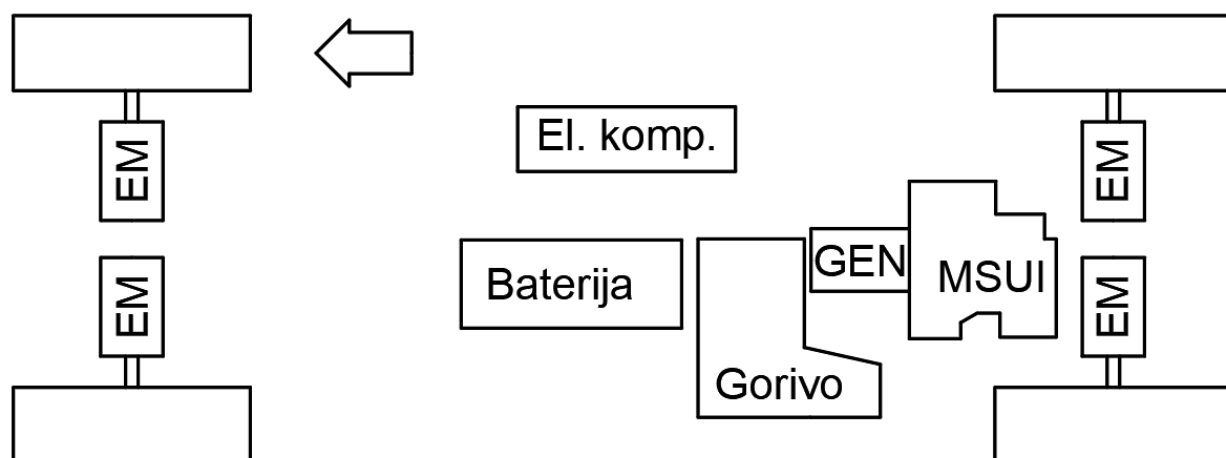 EM
EM
El. komp.
EM
EM
Baterija
GEN
MSUI
Gorivo